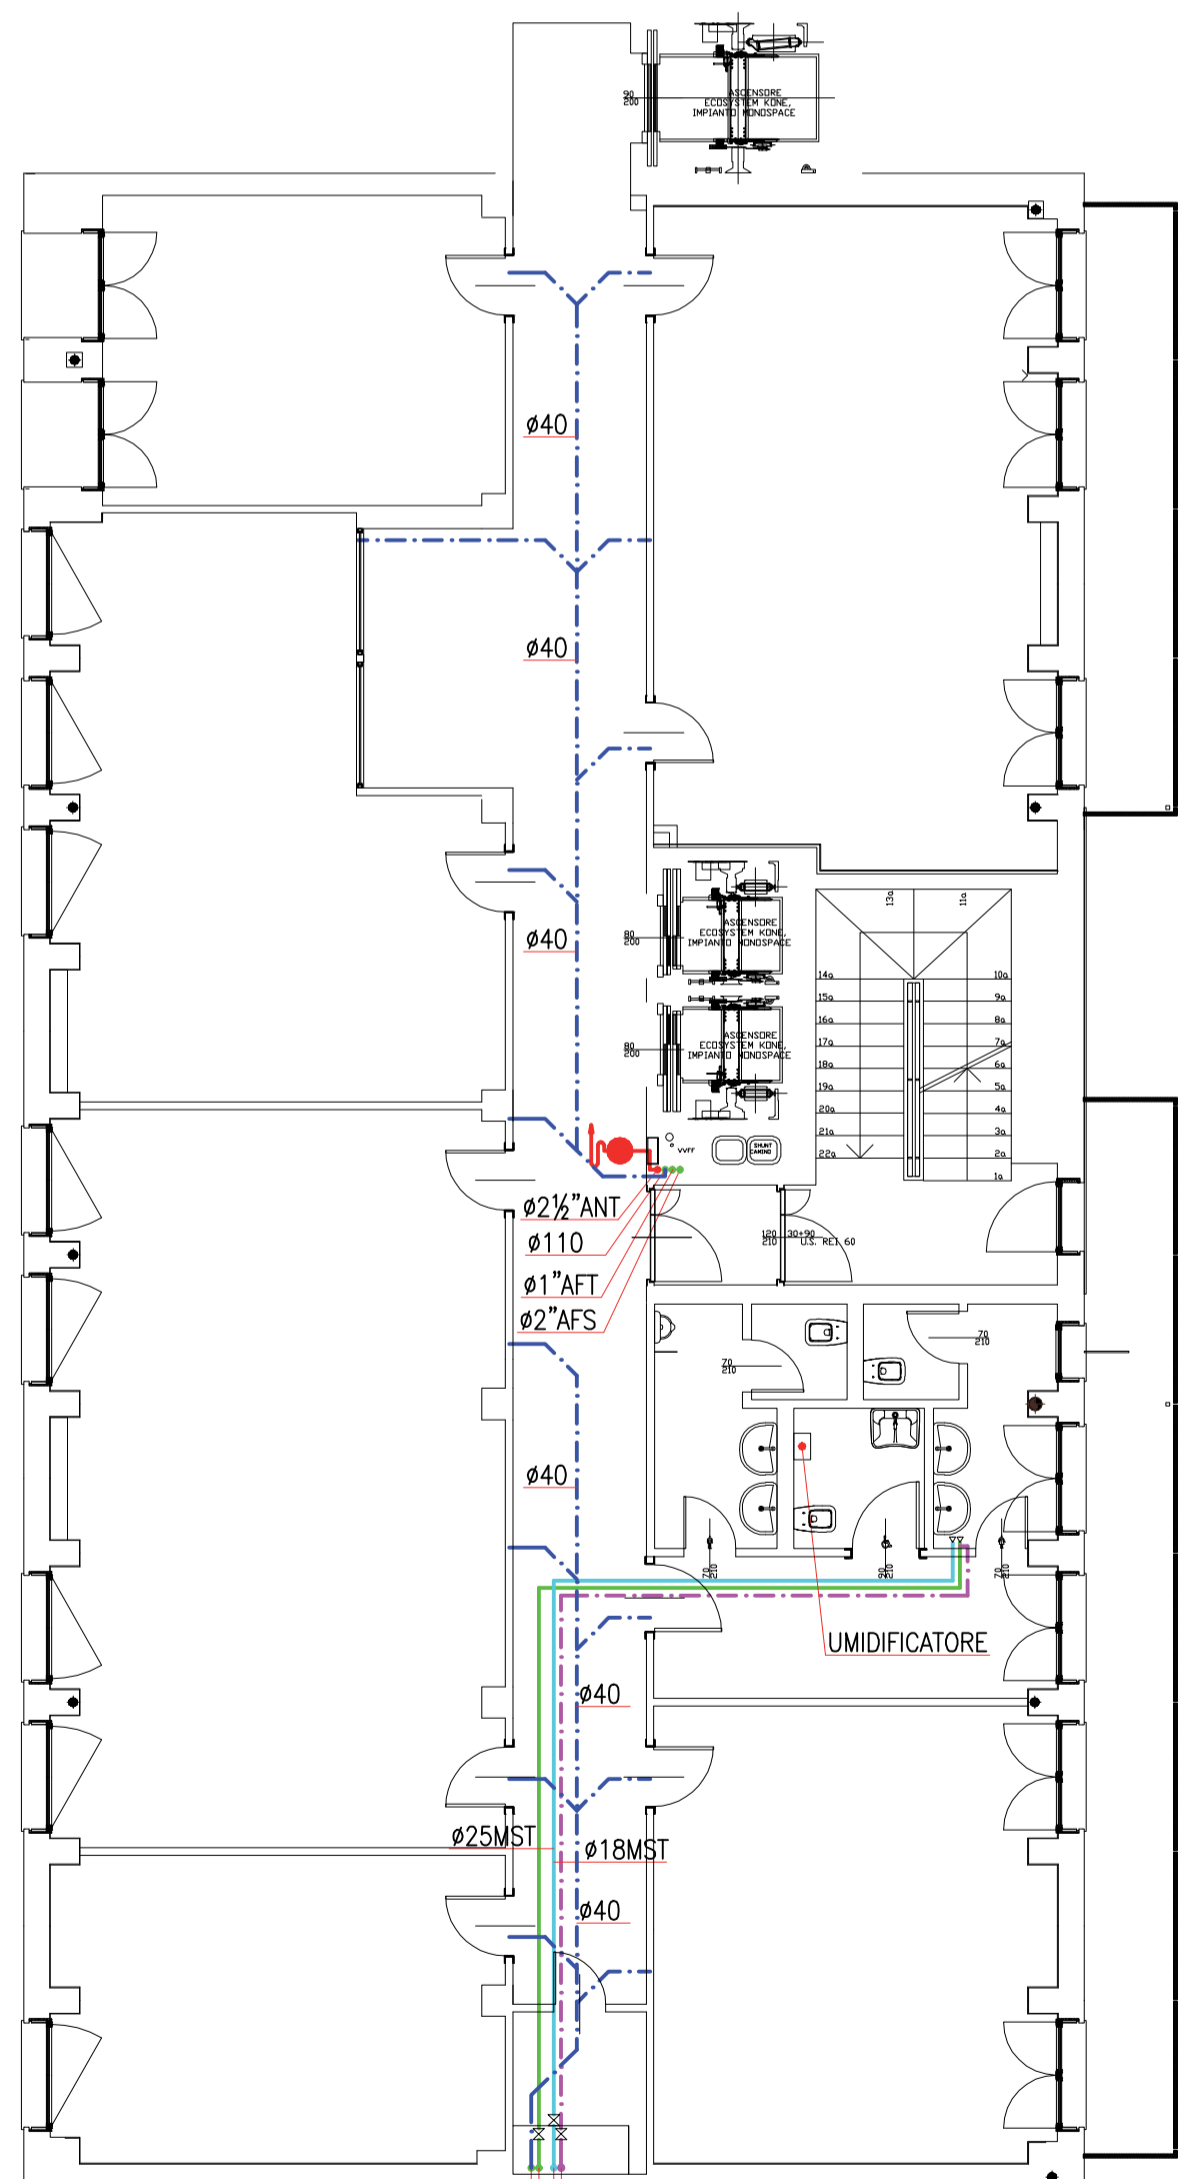 90
200
ASCENSORE
ECOSYSTEM KONE,
IMPIANTO MONOSPACE
ø40
ø40
ø40
80
200
ASCENSORE
ECOSYSTEM KONE,
IMPIANTO MONOSPACE
80
200
ASCENSORE
ECOSYSTEM KONE,
IMPIANTO MONOSPACE
13a
11a
14a
10a
15a
9a
16a
8a
17a
7a
18a
6a
19a
5a
20a
4a
21a
3a
22a
2a
1a
VVFF
SHUNT
CAMINO
ø2½"ANT
ø110
ø1"AFT
ø2"AFS
120
210
30+90
U.S. REI 60
70
210
70
210
ø40
70
210
90
210
70
210
UMIDIFICATORE
ø40
ø25MST
ø18MST
ø40